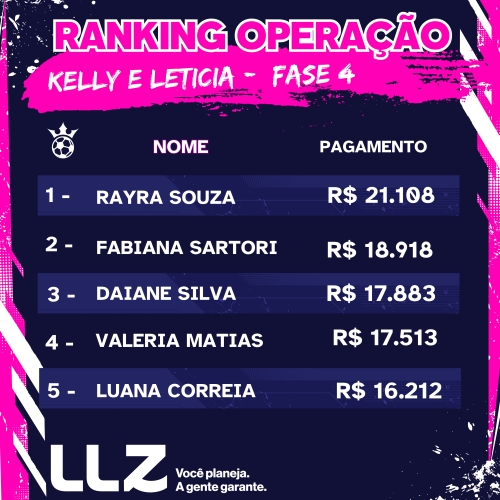 RANKING OPERAÇÃO
KELLY E LETICIA - FASE 4
NOME PAGAMENTO
1 - RAYRA SOUZA R$ 21.108
2 - FABIANA SARTORI R$ 18.918
3 - DAIANE SILVA R$ 17.883
4 - VALERIA MATIAS R$ 17.513
5 - LUANA CORREIA R$ 16.212
LLZ Você planeja.
A gente garante.